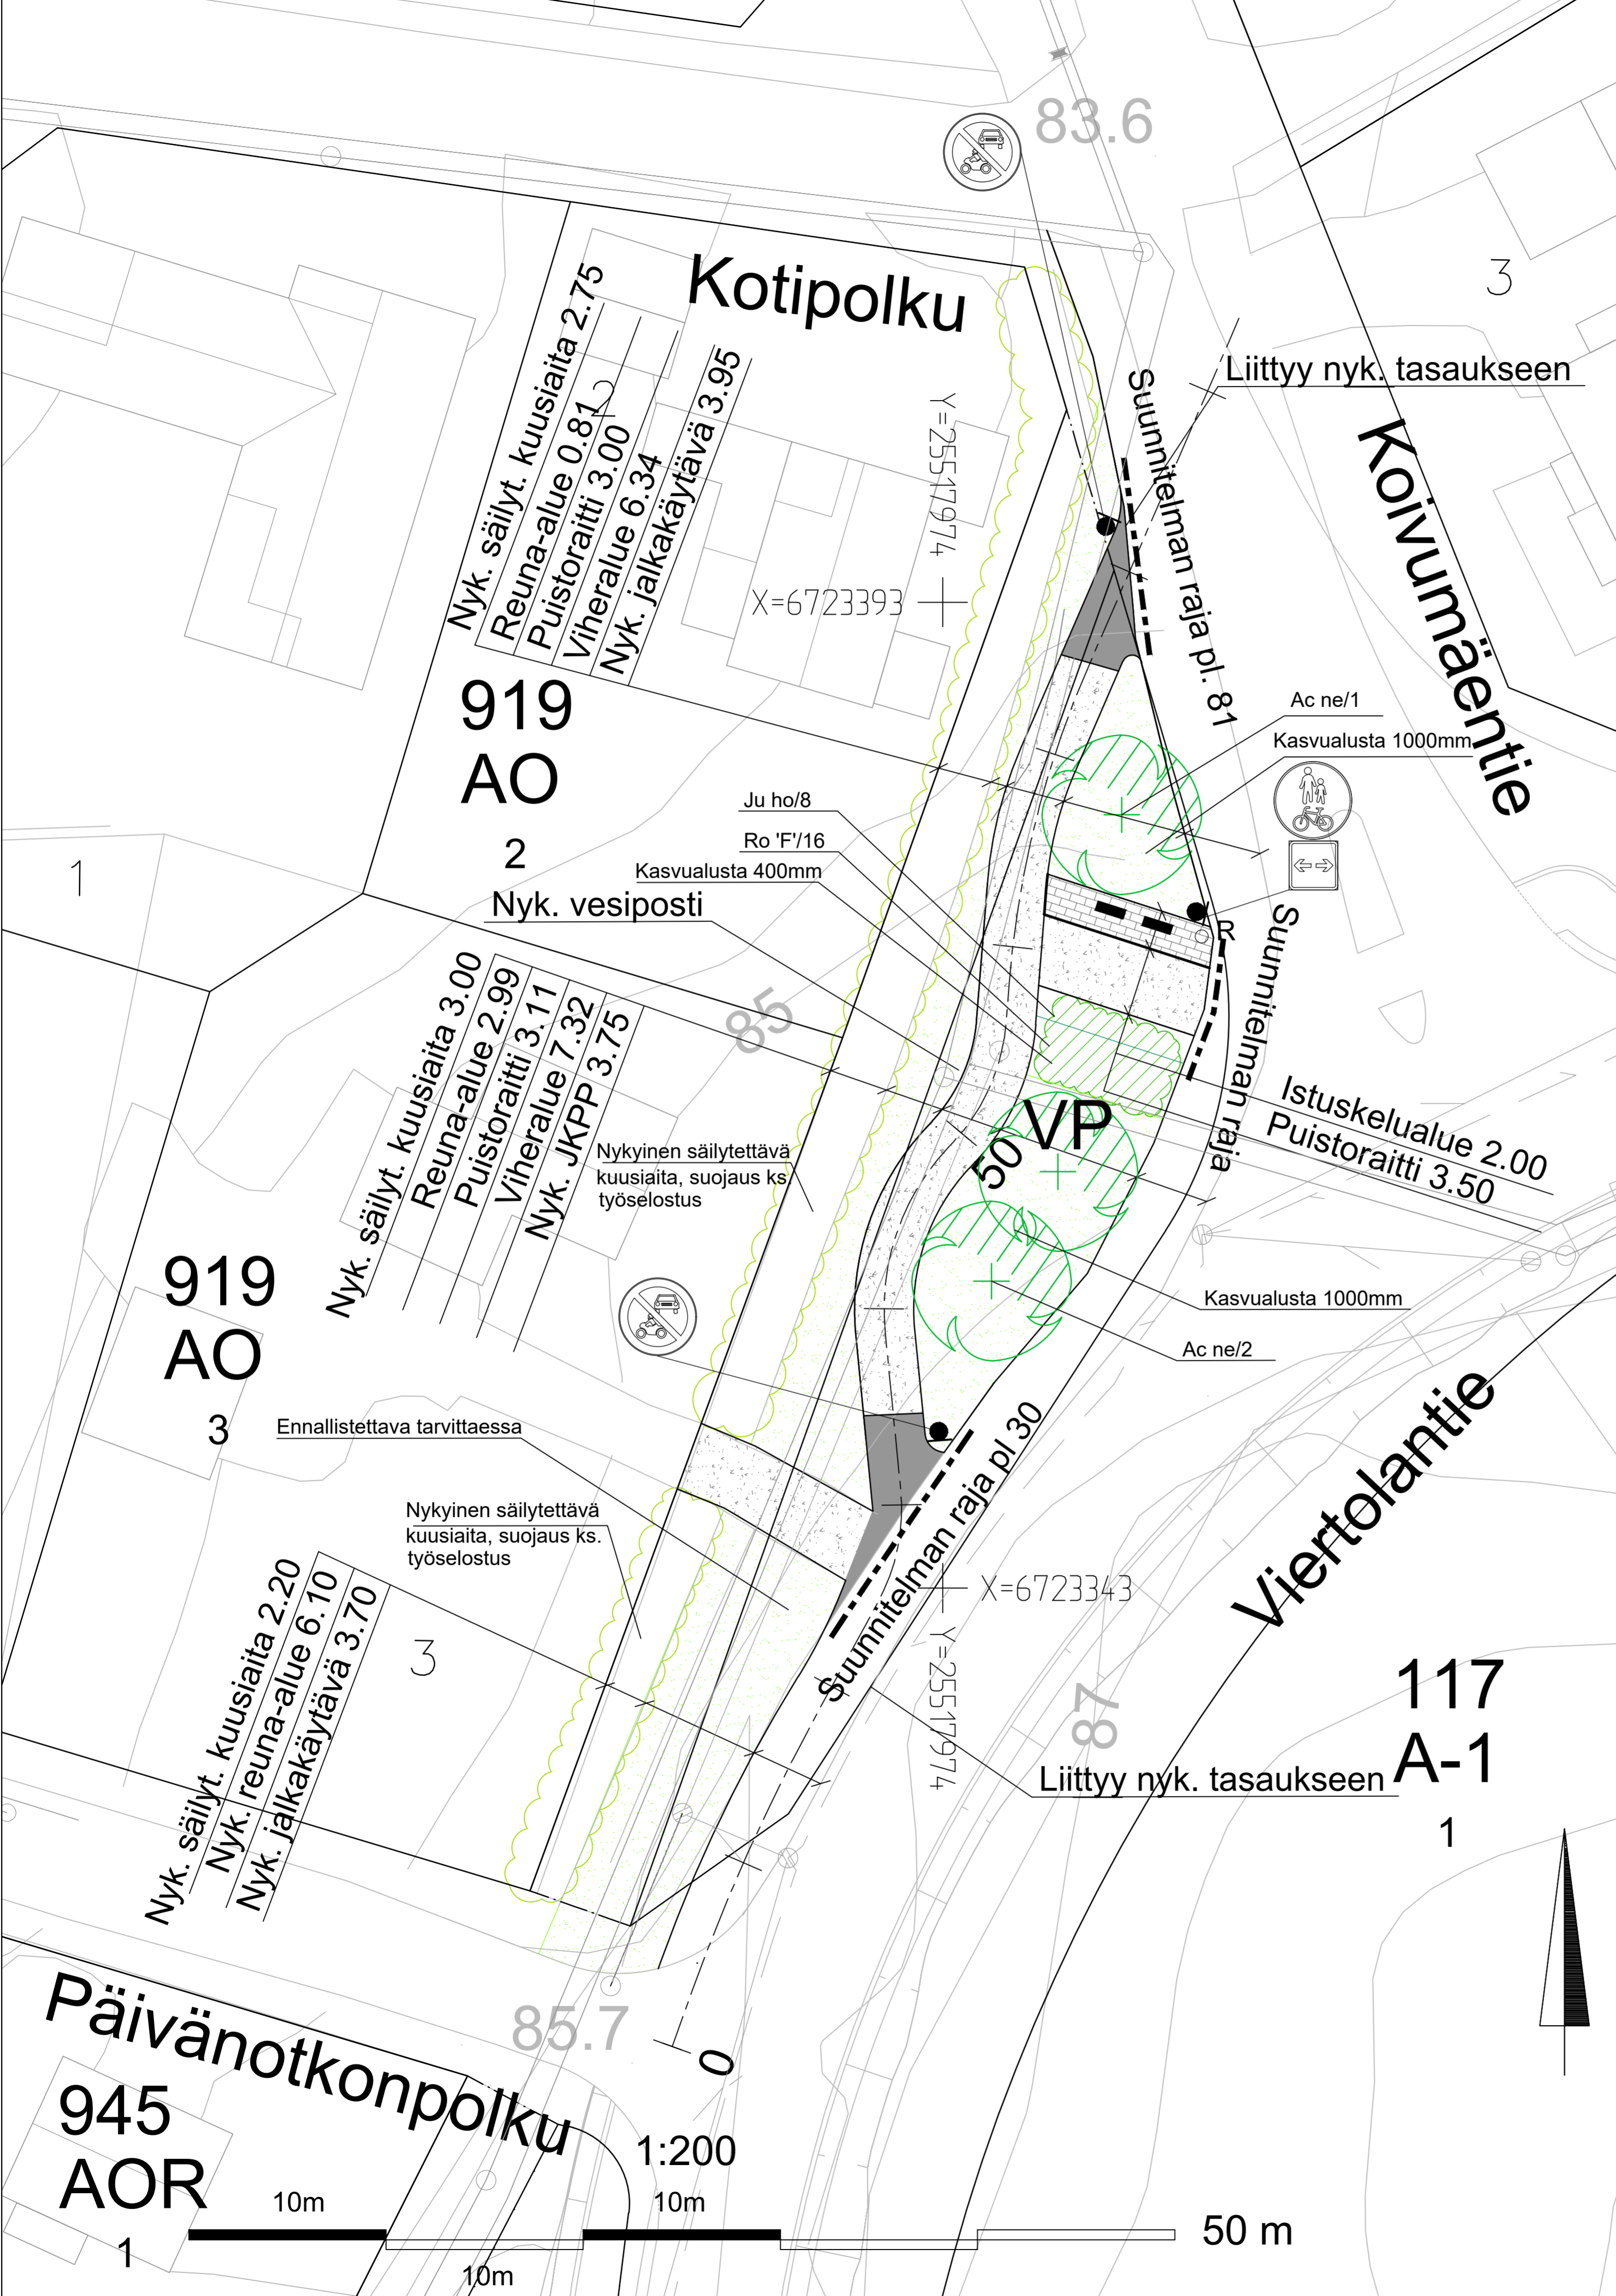 83.6
Kotipolku
3
Nyk. säilyt. kuusiaita 2.75
Reuna-alue 0.81
Puistoraitti 3.00
Viheralue 6.34
Nyk. jalkakäytävä 3.95
2
Liittyy nyk. tasaukseen
Suunnitelman raja pl. 81
Koivumäentie
Y=25517974
X=6723393
919
AO
2
Ac ne/1
Kasvualusta 1000mm
Ju ho/8
Ro 'F'/16
Kasvualusta 400mm
Nyk. vesiposti
1
R
Suunnitelman raja
85
Nyk. säilyt. kuusiaita 3.00
Reuna-alue 2.99
Puistoraitti 3.11
Viheralue 7.32
Nyk. JKPP 3.75
Nykyinen säilytettävä
kuusiaita, suojaus ks.
työselostus
50
VP
Istuskelualue 2.00
Puistoraitti 3.50
919
AO
3
Kasvualusta 1000mm
Ac ne/2
Ennallistettava tarvittaessa
Nykyinen säilytettävä
kuusiaita, suojaus ks.
työselostus
Suunnitelman raja pl 30
Viertolantie
X=6723343
Y=25517974
Nyk. säilyt. kuusiaita 2.20
Nyk. reuna-alue 6.10
Nyk. jalkakäytävä 3.70
3
87
117
A-1
1
Liittyy nyk. tasaukseen
Päivänotkonpolku
85.7
0
945
AOR
1
1:200
10m
10m
10m
50 m